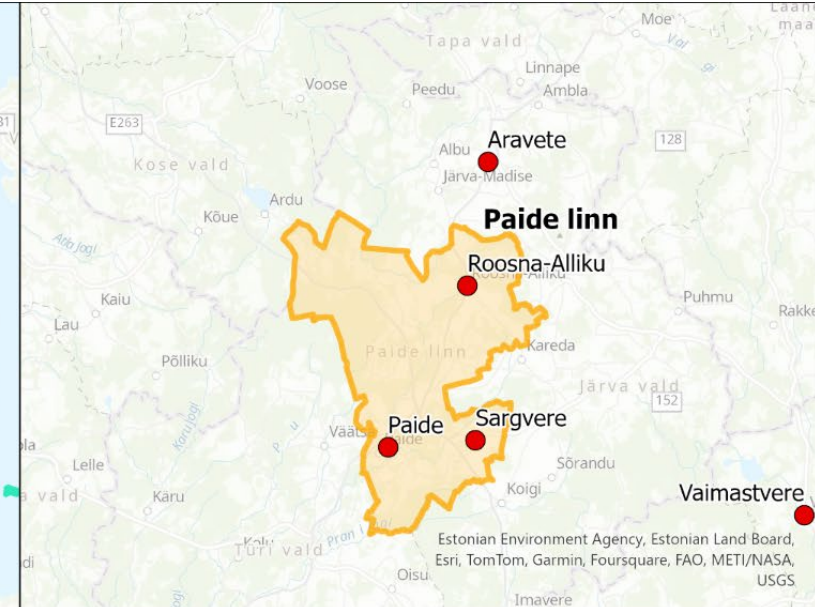 Moe
Tapa vald
Linnape
Voose
Peedu
Ambla
E263
128
Aravete
Albu
Kose vald
Järva-Madise
Ardu
Kõue
Paide linn
Roosna-Alliku
Kaiu
Puhmu
Rakke
Lau
Paide linn
Kareda
Põlliku
Järva vald
152
Paide
Sargvere
Lelle
Sõrandu
Käru
Koigi
Vaimastvere
Türi vald
Estonian Environment Agency, Estonian Land Board,
Esri, TomTom, Garmin, Foursquare, FAO, METI/NASA,
USGS
Oisu
Imavere